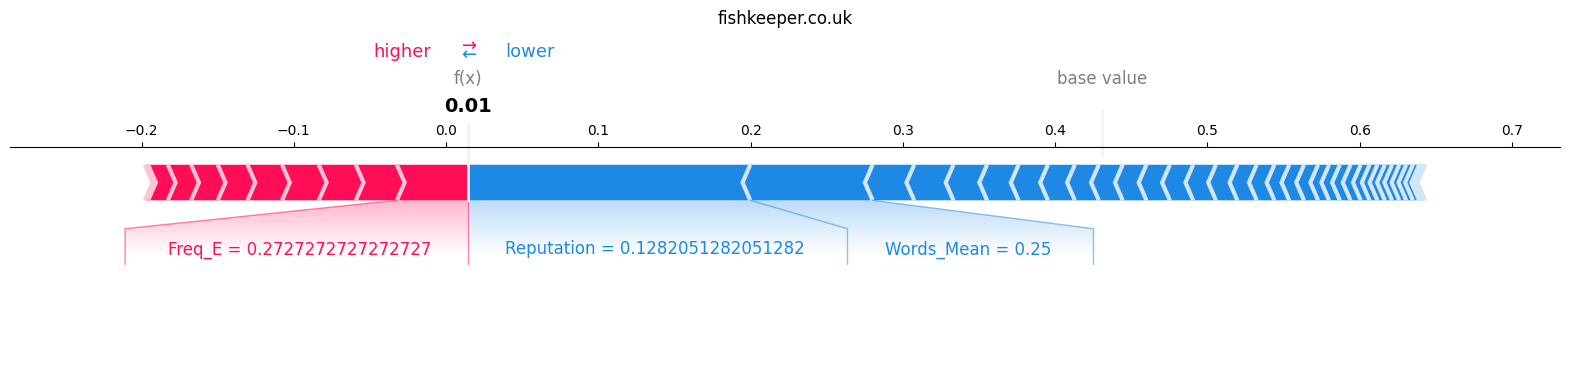 fishkeeper.co.uk
higher ⇄ lower
f(x) base value
0.01
−0.2 −0.1 0.0 0.1 0.2 0.3 0.4 0.5 0.6 0.7
Freq_E = 0.2727272727272727 Reputation = 0.1282051282051282 Words_Mean = 0.25